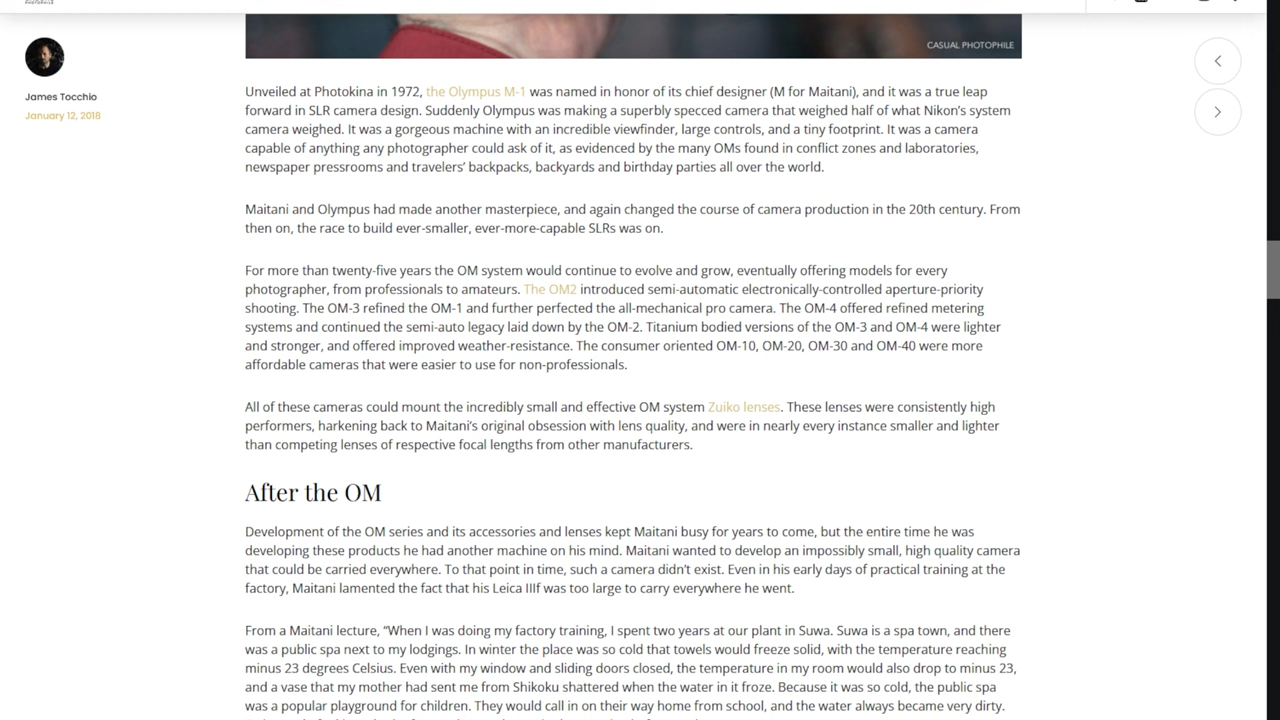 CASUAL PHOTOPHILE
James Tocchio
January 12, 2018
Unveiled at Photokina in 1972, the Olympus M-1 was named in honor of its chief designer (M for Maitani), and it was a true leap
forward in SLR camera design. Suddenly Olympus was making a superbly specced camera that weighed half of what Nikon's system
camera weighed. It was a gorgeous machine with an incredible viewfinder, large controls, and a tiny footprint. It was a camera
capable of anything any photographer could ask of it, as evidenced by the many OMs found in conflict zones and laboratories,
newspaper pressrooms and travelers' backpacks, backyards and birthday parties all over the world.
Maitani and Olympus had made another masterpiece, and again changed the course of camera production in the 20th century. From
then on, the race to build ever-smaller, ever-more-capable SLRs was on.
For more than twenty-five years the OM system would continue to evolve and grow, eventually offering models for every
photographer, from professionals to amateurs. The OM2 introduced semi-automatic electronically-controlled aperture-priority
shooting. The OM-3 refined the OM-1 and further perfected the all-mechanical pro camera. The OM-4 offered refined metering
systems and continued the semi-auto legacy laid down by the OM-2. Titanium bodied versions of the OM-3 and OM-4 were lighter
and stronger, and offered improved weather-resistance. The consumer oriented OM-10, OM-20, OM-30 and OM-40 were more
affordable cameras that were easier to use for non-professionals.
All of these cameras could mount the incredibly small and effective OM system Zuiko lenses. These lenses were consistently high
performers, harkening back to Maitani's original obsession with lens quality, and were in nearly every instance smaller and lighter
than competing lenses of respective focal lengths from other manufacturers.
After the OM
Development of the OM series and its accessories and lenses kept Maitani busy for years to come, but the entire time he was
developing these products he had another machine on his mind. Maitani wanted to develop an impossibly small, high quality camera
that could be carried everywhere. To that point in time, such a camera didn't exist. Even in his early days of practical training at the
factory, Maitani lamented the fact that his Leica IIIf was too large to carry everywhere he went.
From a Maitani lecture, “When I was doing my factory training, I spent two years at our plant in Suwa. Suwa is a spa town, and there
was a public spa next to my lodgings. In winter the place was so cold that towels would freeze solid, with the temperature reaching
minus 23 degrees Celsius. Even with my window and sliding doors closed, the temperature in my room would also drop to minus 23,
and a vase that my mother had sent me from Shikoku shattered when the water in it froze. Because it was so cold, the public spa
was a popular playground for children. They would call in on their way home from school, and the water always became very dirty.